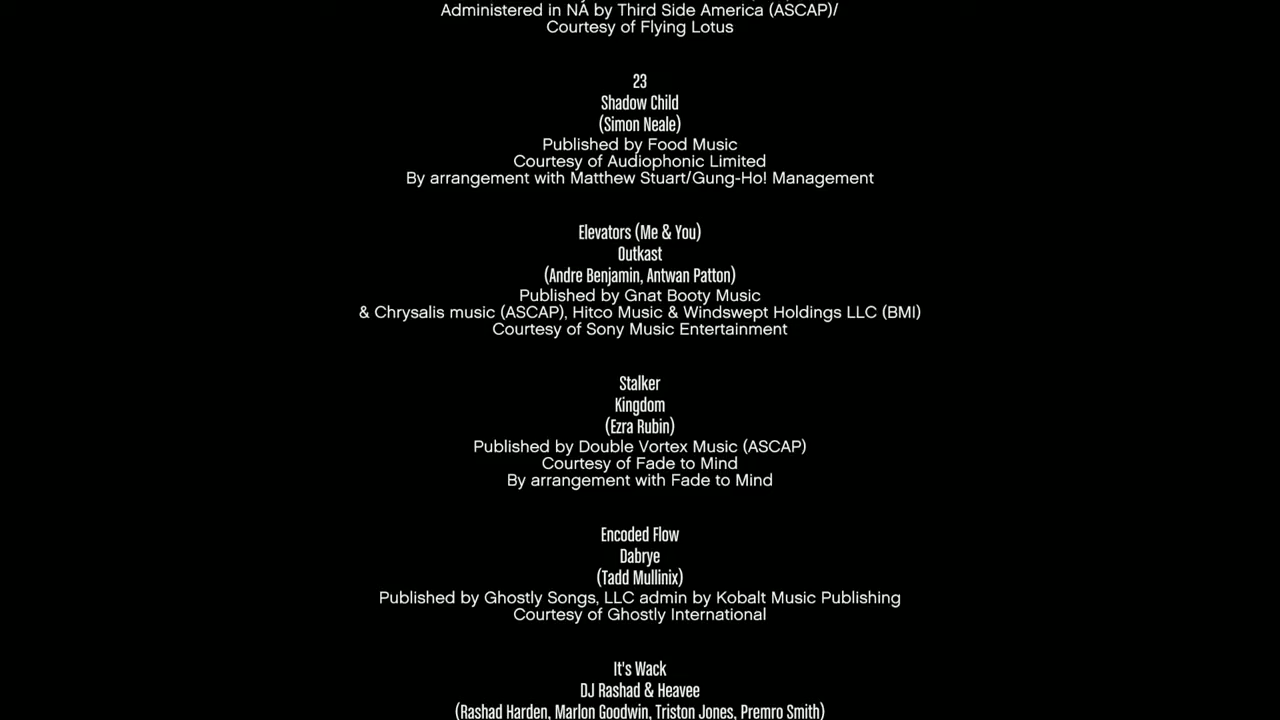 Administered in NA by Third Side America (ASCAP)/
Courtesy of Flying Lotus
23
Shadow Child
(Simon Neale)
Published by Food Music
Courtesy of Audiophonic Limited
By arrangement with Matthew Stuart/Gung-Ho! Management
Elevators (Me & You)
Outkast
(Andre Benjamin, Antwan Patton)
Published by Gnat Booty Music
& Chrysalis music (ASCAP), Hitco Music & Windswept Holdings LLC (BMI)
Courtesy of Sony Music Entertainment
Stalker
Kingdom
(Ezra Rubin)
Published by Double Vortex Music (ASCAP)
Courtesy of Fade to Mind
By arrangement with Fade to Mind
Encoded Flow
Dabrye
(Tadd Mullinix)
Published by Ghostly Songs, LLC admin by Kobalt Music Publishing
Courtesy of Ghostly International
It's Wack
DJ Rashad & Heavee
(Rashad Harden, Marlon Goodwin, Triston Jones, Premro Smith)